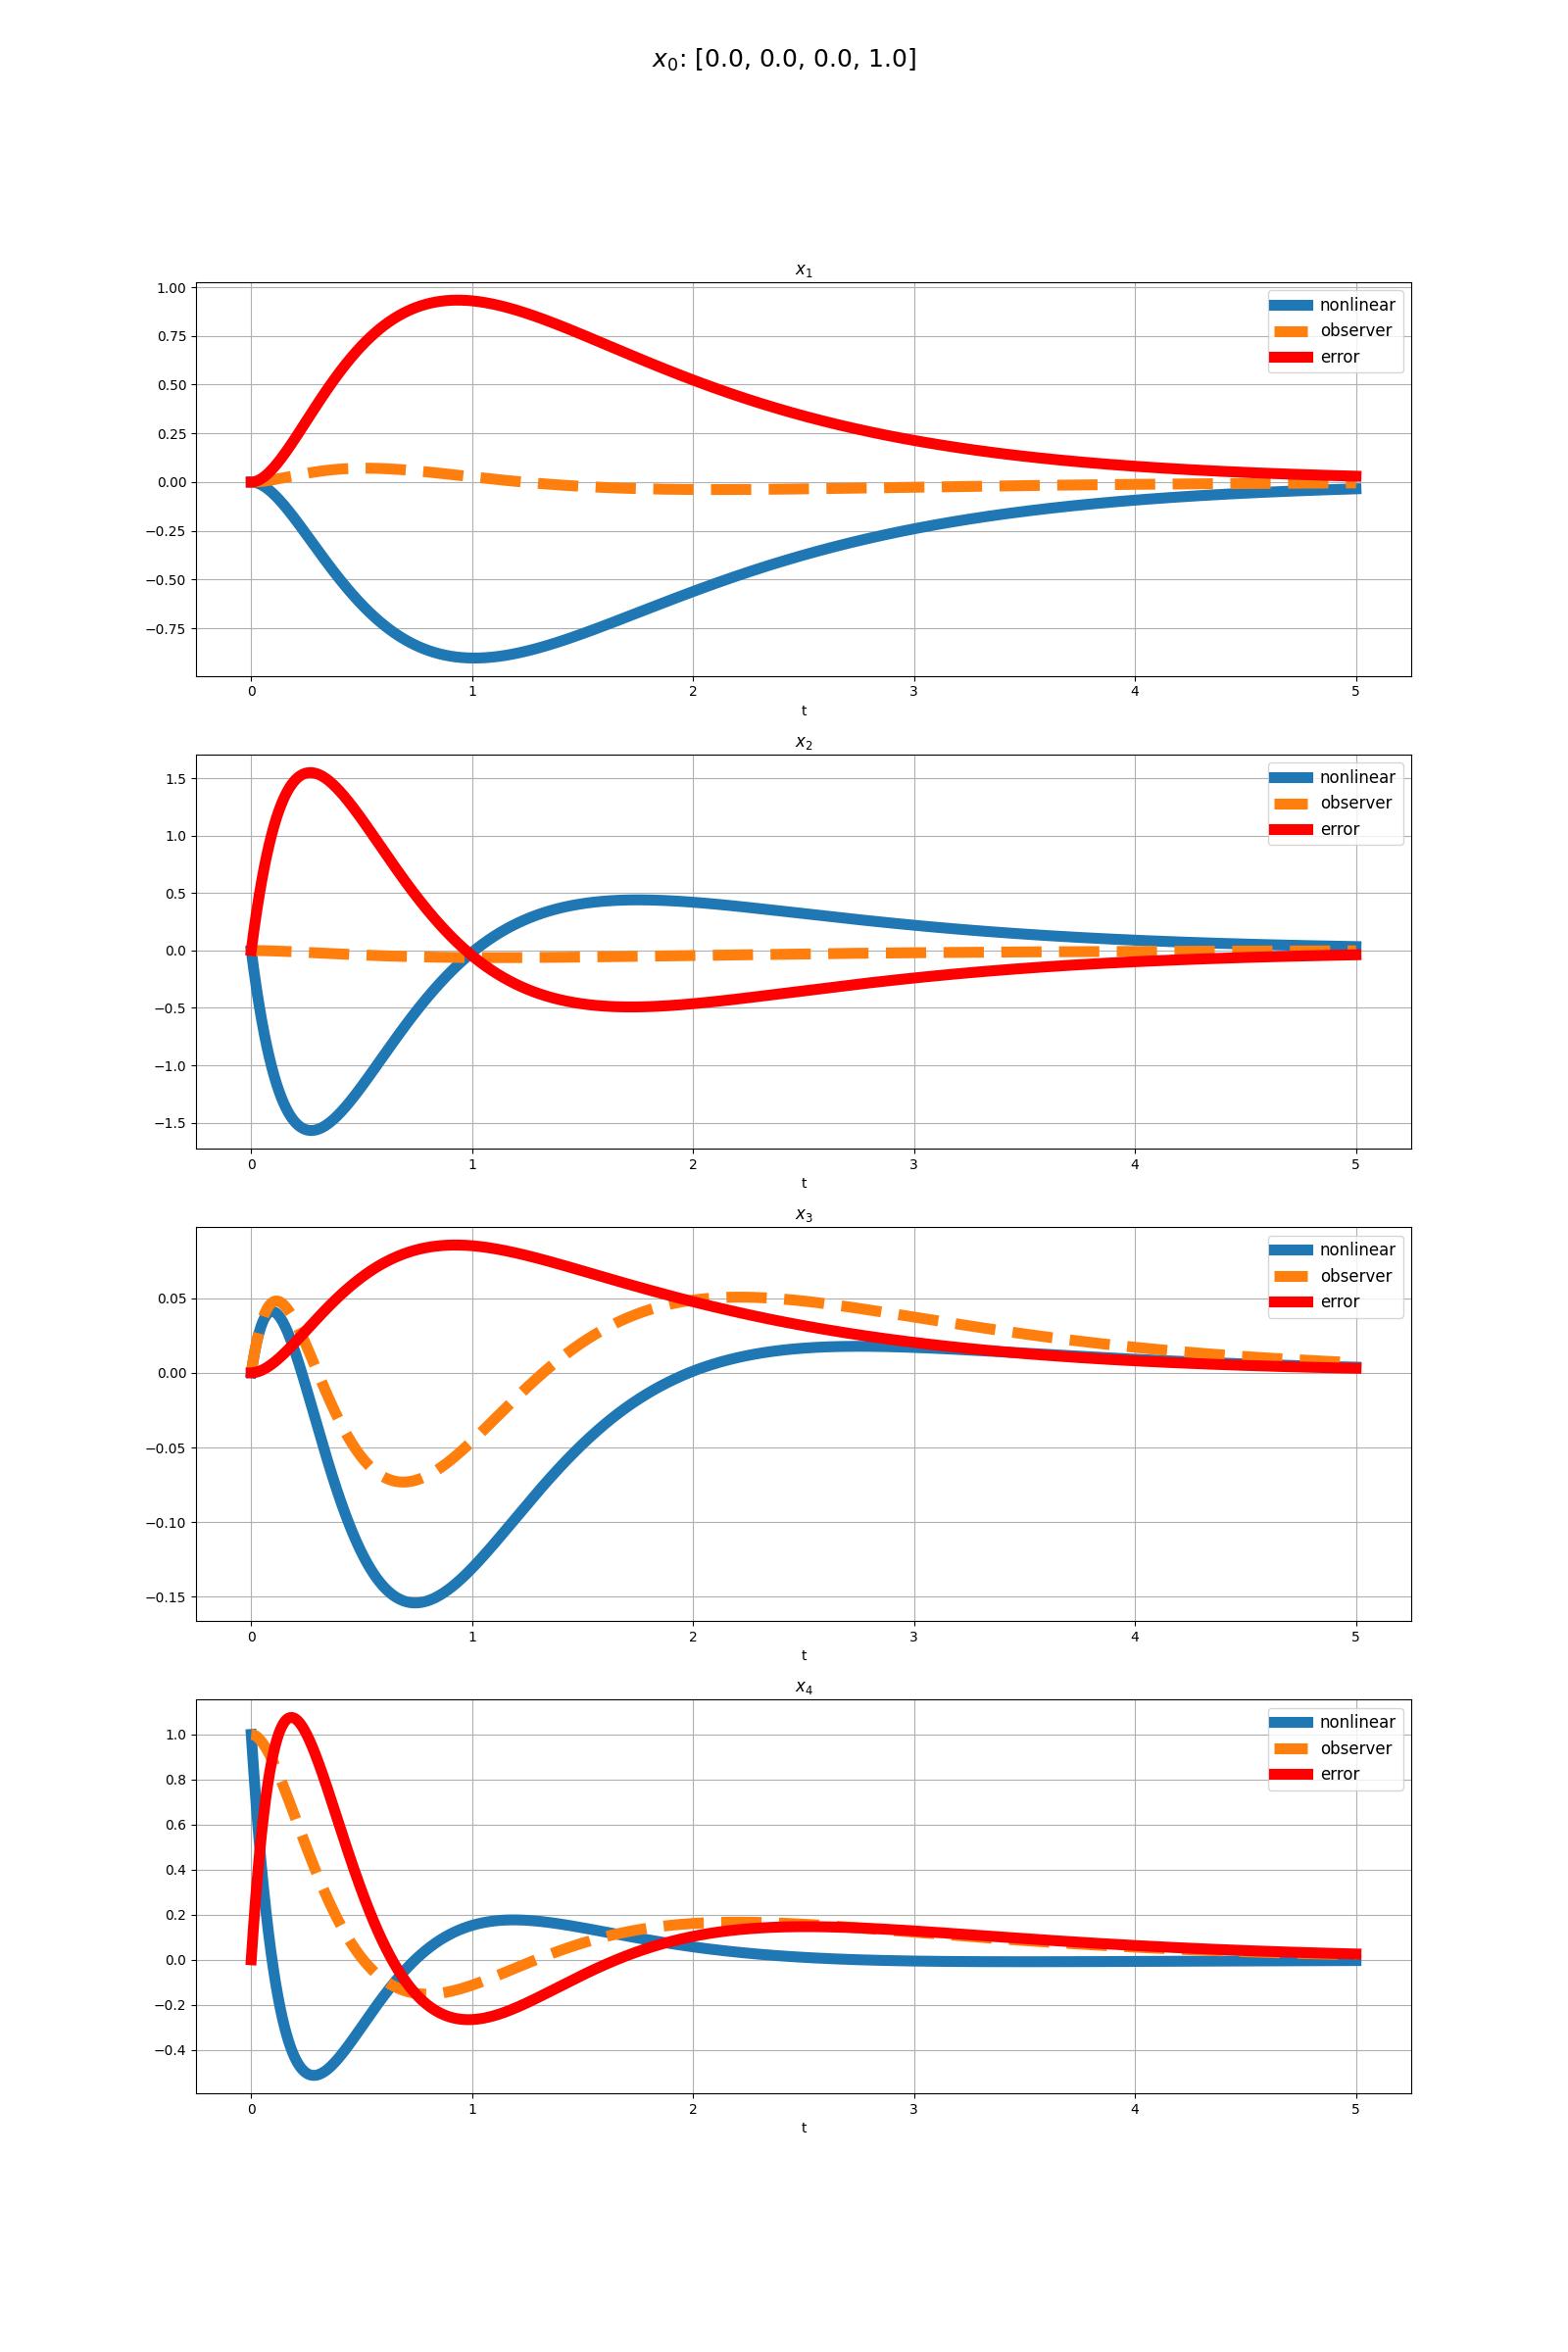 x₀: [0.0, 0.0, 0.0, 1.0]
x₁
1.00
0.75
0.50
0.25
0.00
−0.25
−0.50
−0.75
nonlinear
observer
error
0 1 2 3 4 5
t
x₂
1.5
1.0
0.5
0.0
−0.5
−1.0
−1.5
nonlinear
observer
error
0 1 2 3 4 5
t
x₃
0.05
0.00
−0.05
−0.10
−0.15
nonlinear
observer
error
0 1 2 3 4 5
t
x₄
1.0
0.8
0.6
0.4
0.2
0.0
−0.2
−0.4
nonlinear
observer
error
0 1 2 3 4 5
t